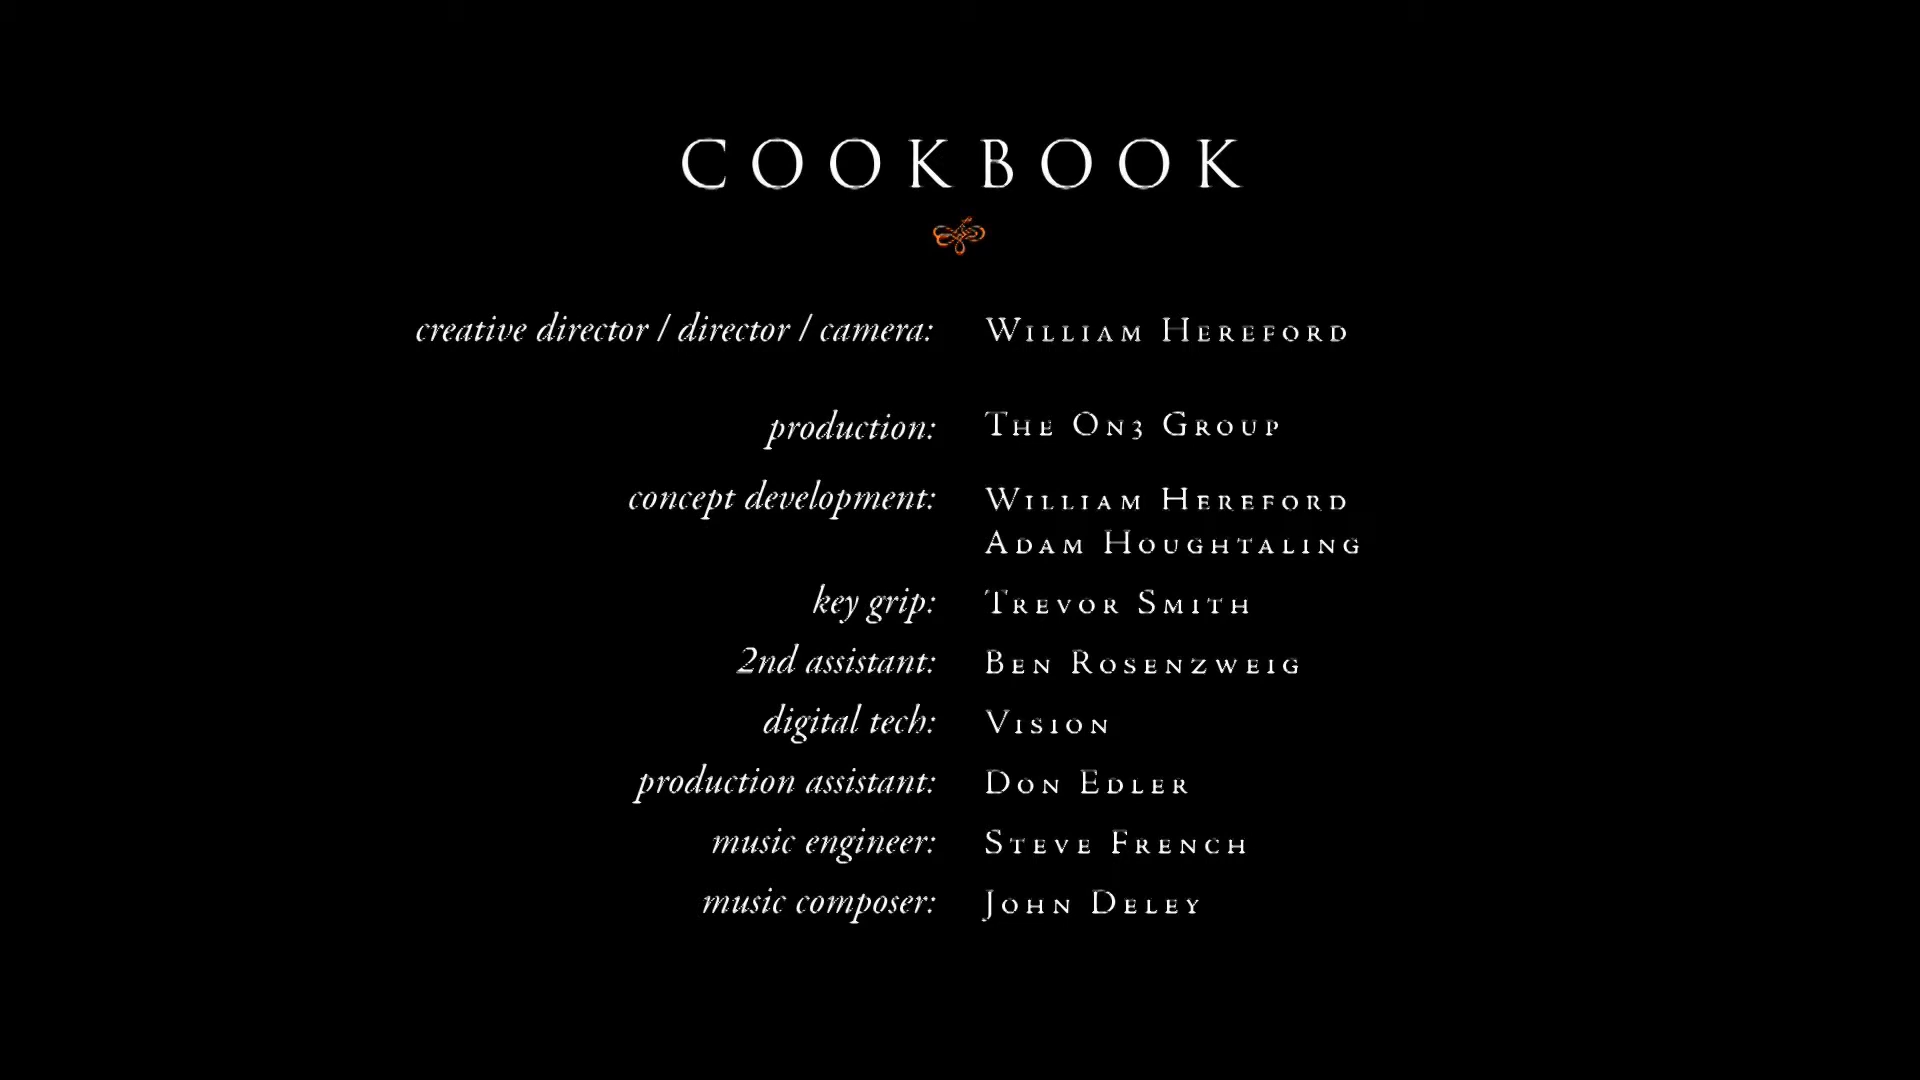 COOKBOOK
creative director / director / camera: William Hereford
production: The On3 Group
concept development: William Hereford
Adam Houghtaling
key grip: Trevor Smith
2nd assistant: Ben Rosenzweig
digital tech: Vision
production assistant: Don Edler
music engineer: Steve French
music composer: John Deley